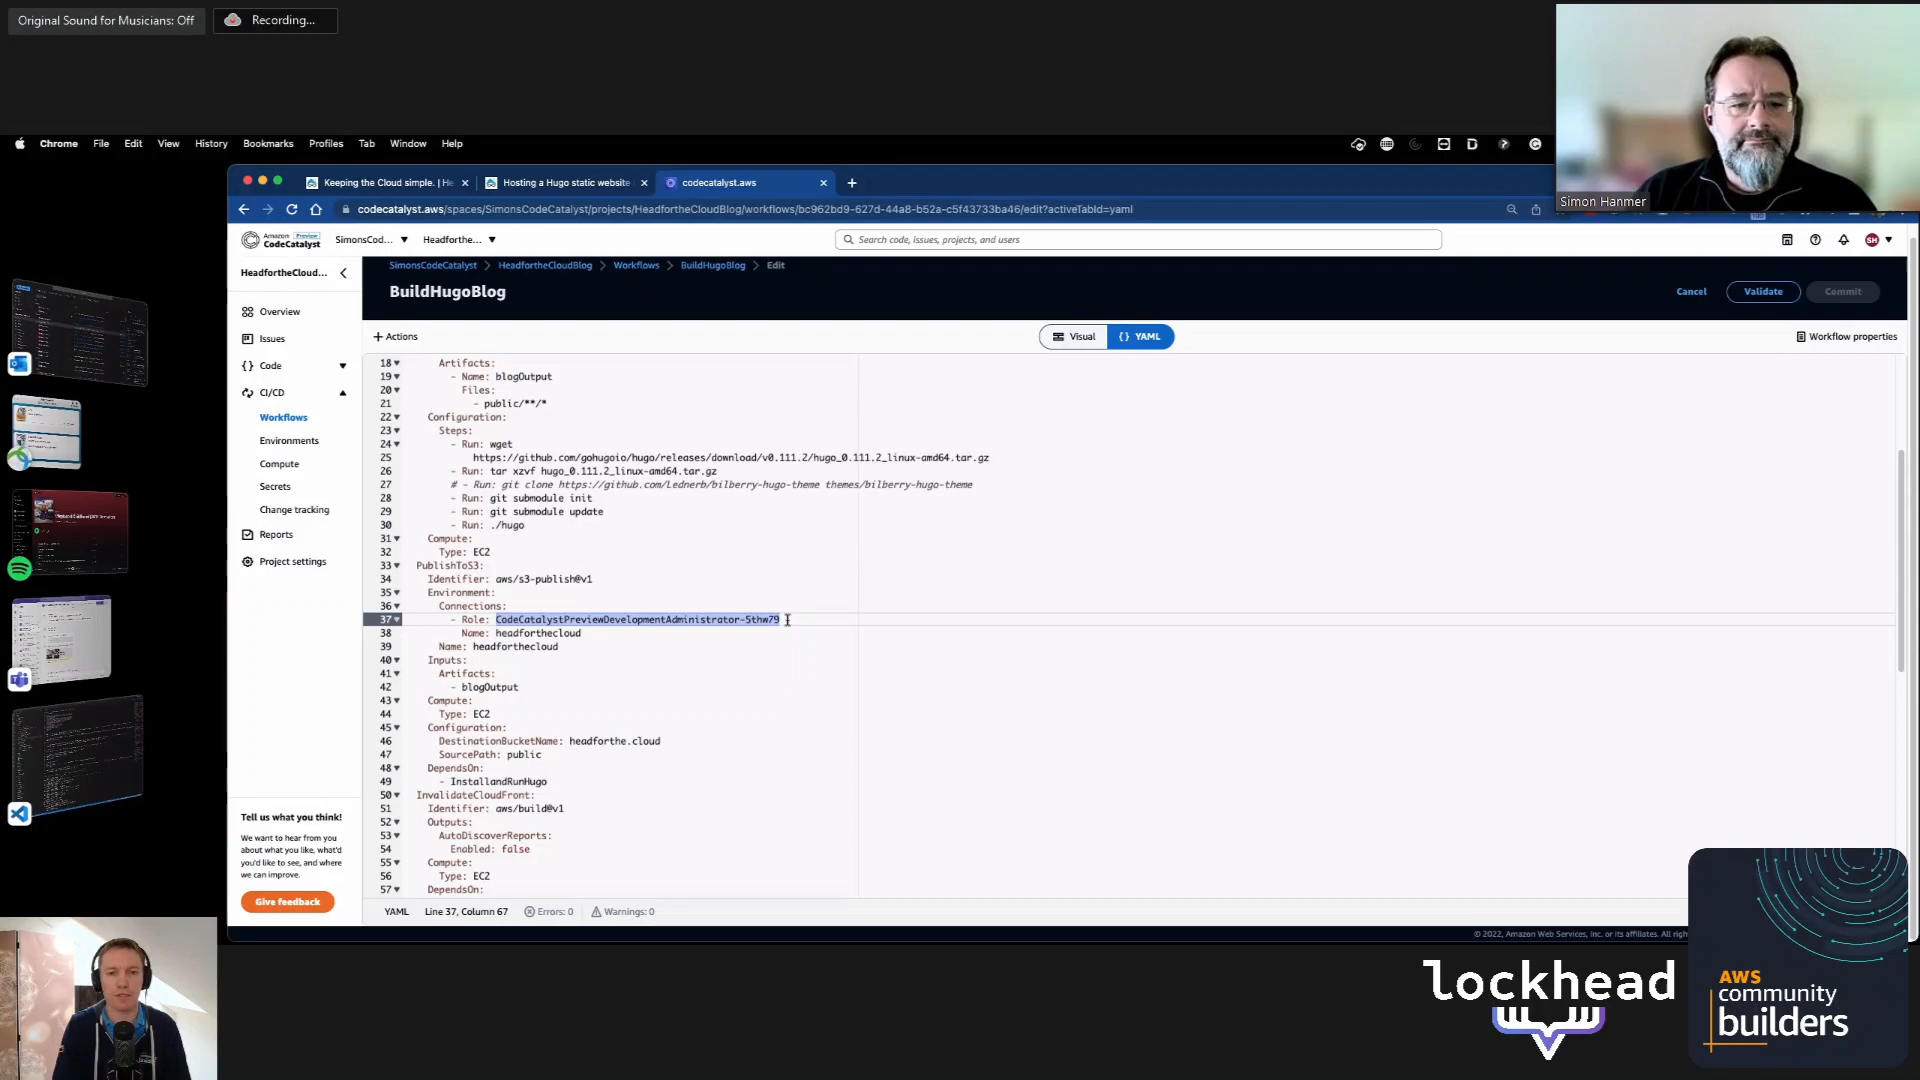 Original Sound for Musicians: Off
Recording...
Simon Hanmer
Chrome File Edit View History Bookmarks Profiles Tab Window Help
Keeping the Cloud simple. | He
Hosting a Hugo static website
codecatalyst.aws
codecatalyst.aws/spaces/SimonsCodeCatalyst/projects/HeadfortheCloudBlog/workflows/bc962bd9-627d-44a8-b52a-c5f43733ba46/edit?activeTabId=yaml
Amazon Preview
CodeCatalyst
SimonsCod...
Headforthe...
Search code, issues, projects, and users
SH
HeadfortheCloud...
SimonsCodeCatalyst > HeadfortheCloudBlog > Workflows > BuildHugoBlog > Edit
BuildHugoBlog
Cancel
Validate
Commit
Overview
Issues
Code
CI/CD
Workflows
Environments
Compute
Secrets
Change tracking
Reports
Project settings
Tell us what you think!
We want to hear from you
about what you like, what'd
you'd like to see, and where
we can improve.
Give feedback
+ Actions
Visual
{ } YAML
Workflow properties
18 Artifacts:
19 - Name: blogOutput
20 Files:
21 - public/**/*
22 Configuration:
23 Steps:
24 - Run: wget
25 https://github.com/gohugoio/hugo/releases/download/v0.111.2/hugo_0.111.2_linux-amd64.tar.gz
26 - Run: tar xzvf hugo_0.111.2_linux-amd64.tar.gz
27 # - Run: git clone https://github.com/Lednerb/bilberry-hugo-theme themes/bilberry-hugo-theme
28 - Run: git submodule init
29 - Run: git submodule update
30 - Run: ./hugo
31 Compute:
32 Type: EC2
33 PublishToS3:
34 Identifier: aws/s3-publish@v1
35 Environment:
36 Connections:
37 - Role: CodeCatalystPreviewDevelopmentAdministrator-5thw79
38 Name: headforthecloud
39 Name: headforthecloud
40 Inputs:
41 Artifacts:
42 - blogOutput
43 Compute:
44 Type: EC2
45 Configuration:
46 DestinationBucketName: headforthe.cloud
47 SourcePath: public
48 DependsOn:
49 - InstallandRunHugo
50 InvalidateCloudFront:
51 Identifier: aws/build@v1
52 Outputs:
53 AutoDiscoverReports:
54 Enabled: false
55 Compute:
56 Type: EC2
57 DependsOn:
YAML Line 37, Column 67 Errors: 0 Warnings: 0
© 2022, Amazon Web Services, Inc. or its affiliates. All righ
lockhead
AWS
community
builders